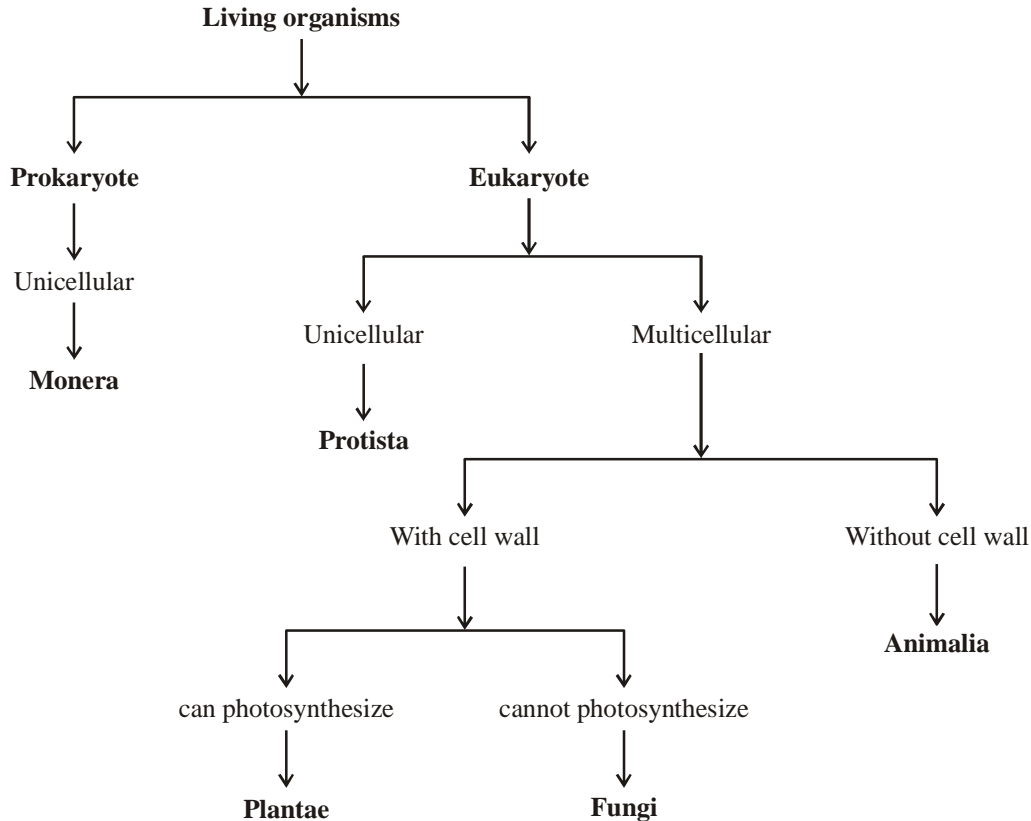 Living organisms
Prokaryote
Eukaryote
Unicellular
Unicellular
Multicellular
Monera
Protista
With cell wall
Without cell wall
Animalia
can photosynthesize
cannot photosynthesize
Plantae
Fungi